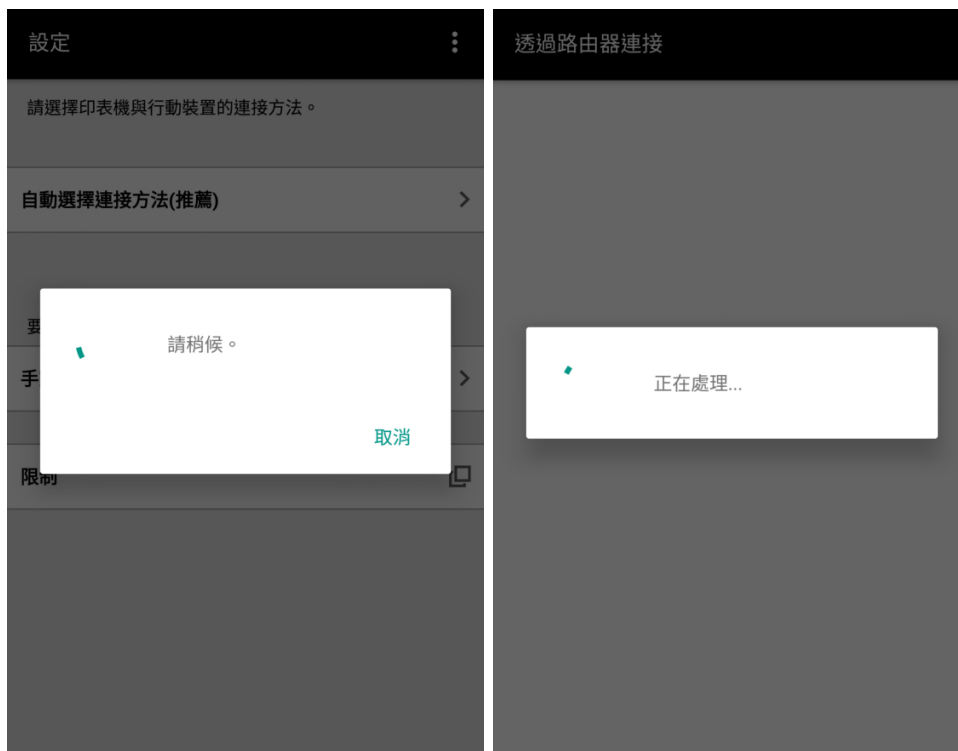 設定
請選擇印表機與行動裝置的連接方法。
自動選擇連接方法(推薦)
要
請稍候。
手
取消
限制
透過路由器連接
正在處理...